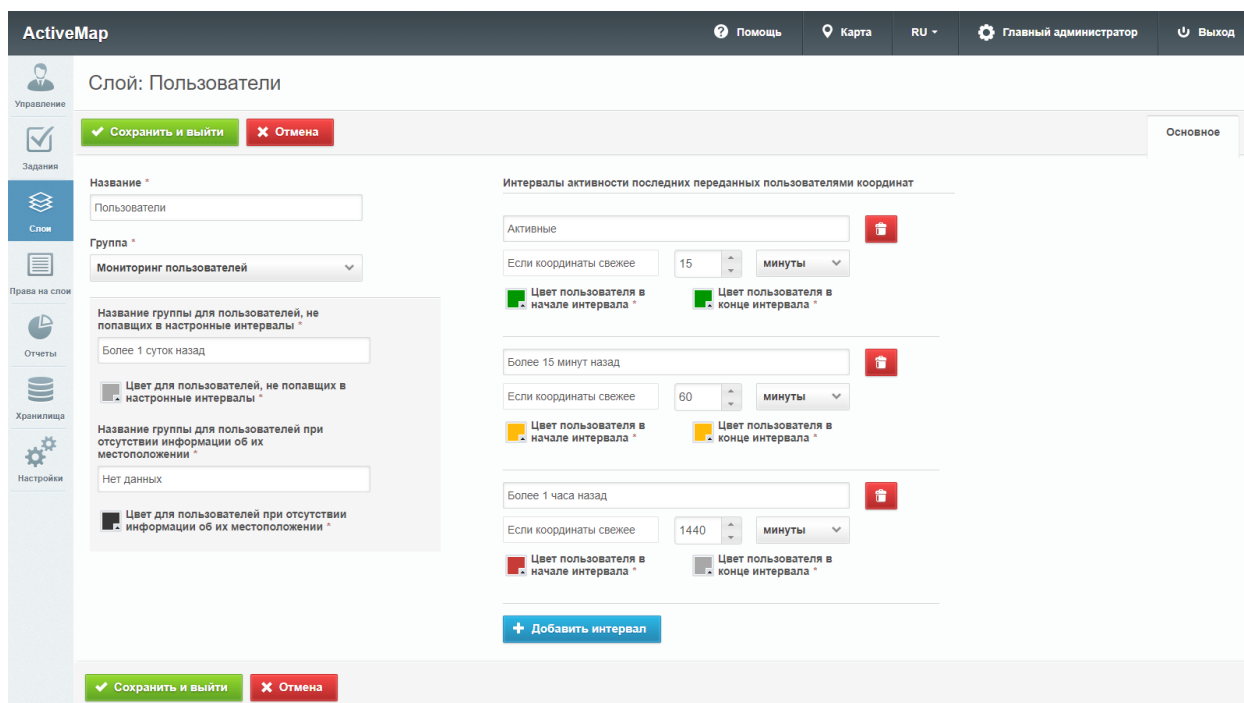 ActiveMap
Помощь
Карта
RU
Главный администратор
Выход
Управление
Задания
Слои
Права на слои
Отчеты
Хранилища
Настройки
Слой: Пользователи
Сохранить и выйти
Отмена
Основное
Название *
Пользователи
Группа *
Мониторинг пользователей
Название группы для пользователей, не
попавщих в настронные интервалы *
Более 1 суток назад
Цвет для пользователей, не попавщих в
настронные интервалы *
Название группы для пользователей при
отсутствии информации об их
местоположении *
Нет данных
Цвет для пользователей при отсутствии
информации об их местоположении *
Интервалы активности последних переданных пользователями координат
Активные
Если координаты свежее
15
минуты
Цвет пользователя в
начале интервала *
Цвет пользователя в
конце интервала *
Более 15 минут назад
Если координаты свежее
60
минуты
Цвет пользователя в
начале интервала *
Цвет пользователя в
конце интервала *
Более 1 часа назад
Если координаты свежее
1440
минуты
Цвет пользователя в
начале интервала *
Цвет пользователя в
конце интервала *
Добавить интервал
Сохранить и выйти
Отмена